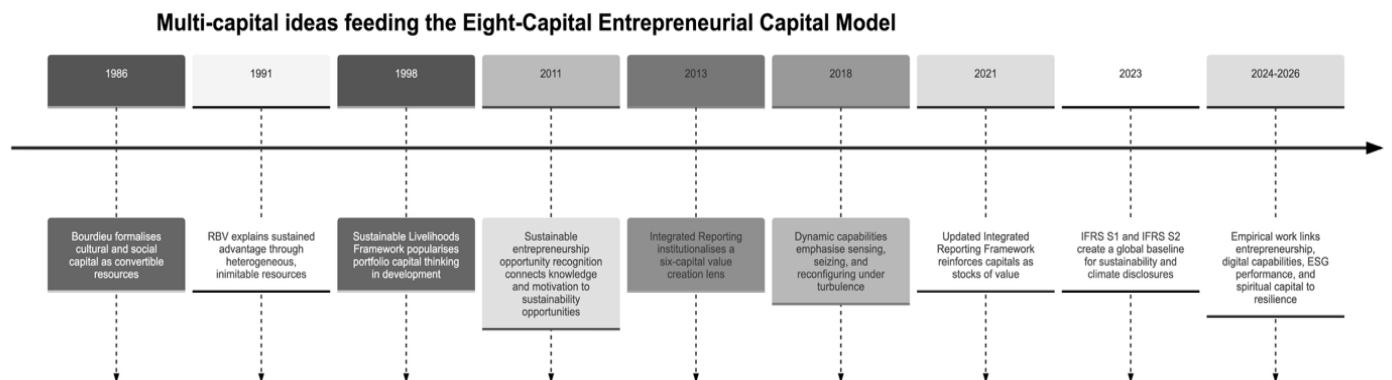 Multi-capital ideas feeding the Eight-Capital Entrepreneurial Capital Model
1986
1991
1998
2011
2013
2018
2021
2023
2024-2026
Bourdieu formalises
cultural and social
capital as convertible
resources
RBV explains sustained
advantage through
heterogeneous,
inimitable resources
Sustainable Livelihoods
Framework popularises
portfolio capital thinking
in development
Sustainable
entrepreneurship
opportunity recognition
connects knowledge
and motivation to
sustainability
opportunities
Integrated Reporting
institutionalises a
six-capital value
creation lens
Dynamic capabilities
emphasise sensing,
seizing, and
reconfiguring under
turbulence
Updated Integrated
Reporting Framework
reinforces capitals as
stocks of value
IFRS S1 and IFRS S2
create a global baseline
for sustainability and
climate disclosures
Empirical work links
entrepreneurship,
digital capabilities, ESG
performance, and
spiritual capital to
resilience